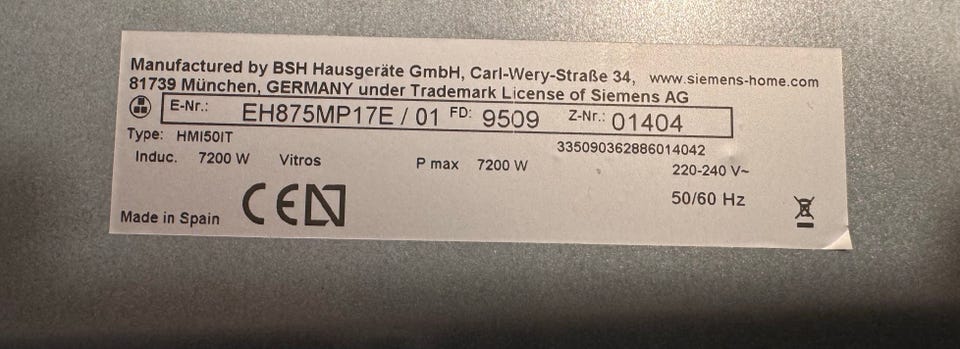 Manufactured by BSH Hausgeräte GmbH, Carl-Wery-Straße 34, www.siemens-home.com
81739 München, GERMANY under Trademark License of Siemens AG
E-Nr.: EH875MP17E / 01 FD: 9509 Z-Nr.: 01404
Type: HMI50IT 335090362886014042
Induc. 7200 W Vitros P max 7200 W 220-240 V~
50/60 Hz
Made in Spain CE N